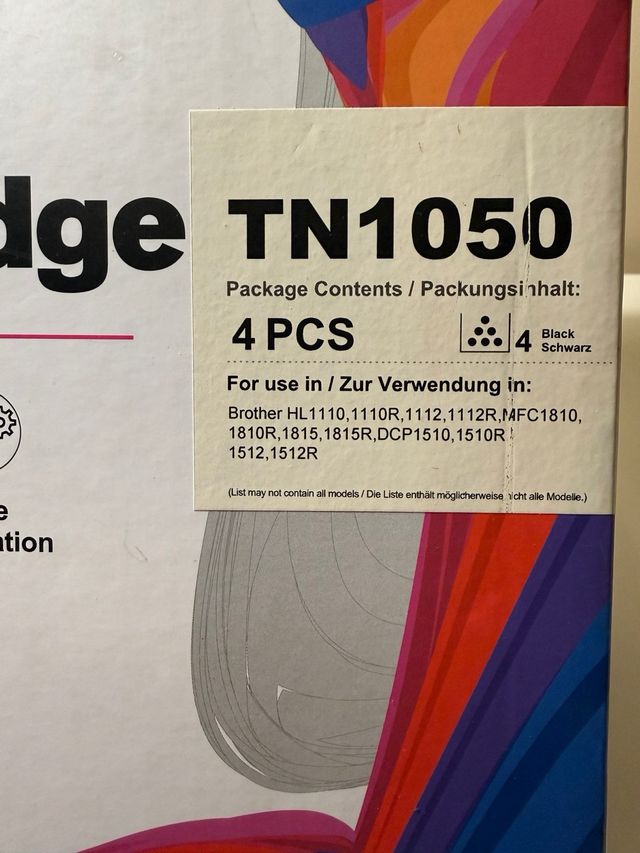 dge
TN1050
Package Contents / Packungsinhalt:
4 PCS
4 Black
Schwarz
For use in / Zur Verwendung in:
Brother HL1110,1110R,1112,1112R,MFC1810,
1810R,1815,1815R,DCP1510,1510R
1512,1512R
(List may not contain all models / Die Liste enthält möglicherweise nicht alle Modelle.)
e
ation